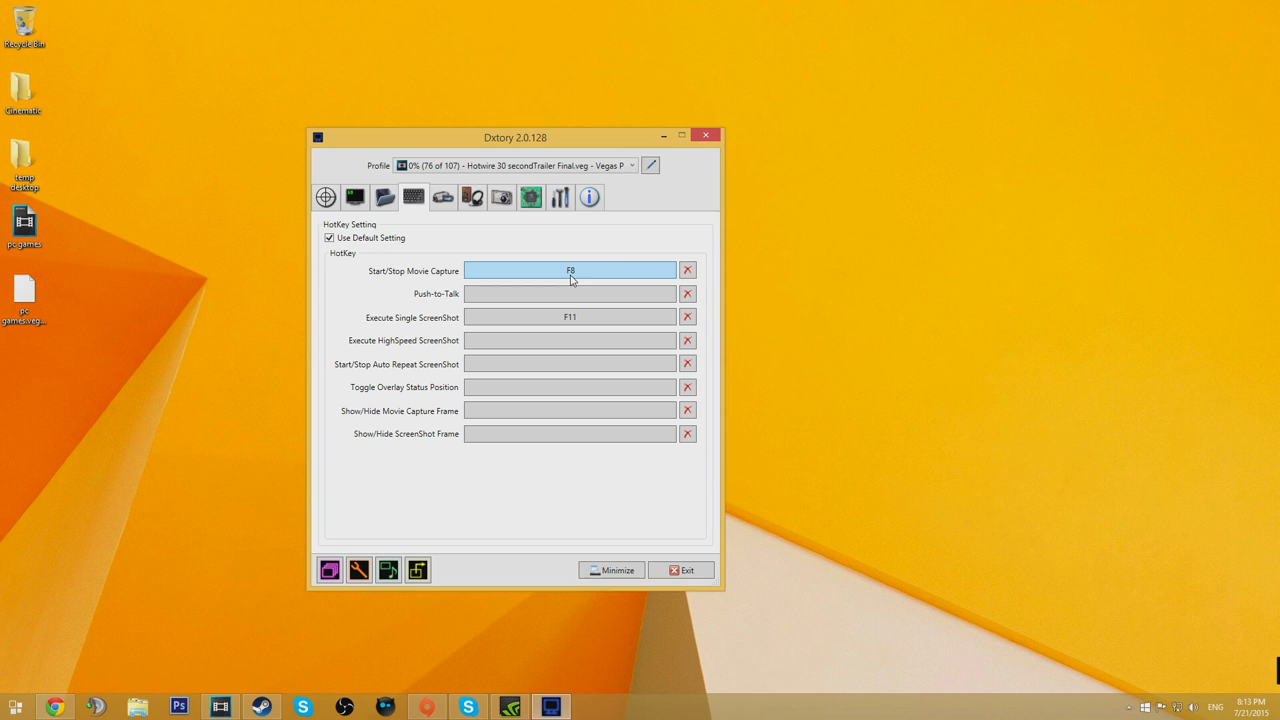 Recycle Bin
Cinematic
temp
desktop
pc games
pc
games.veg...
Dxtory 2.0.128
Profile
0% (76 of 107) - Hotwire 30 secondTrailer Final.veg - Vegas P
HotKey Setting
Use Default Setting
HotKey
Start/Stop Movie Capture
F8
Push-to-Talk
Execute Single ScreenShot
F11
Execute HighSpeed ScreenShot
Start/Stop Auto Repeat ScreenShot
Toggle Overlay Status Position
Show/Hide Movie Capture Frame
Show/Hide ScreenShot Frame
Minimize
Exit
Ps
ENG
8:13 PM
7/21/2015